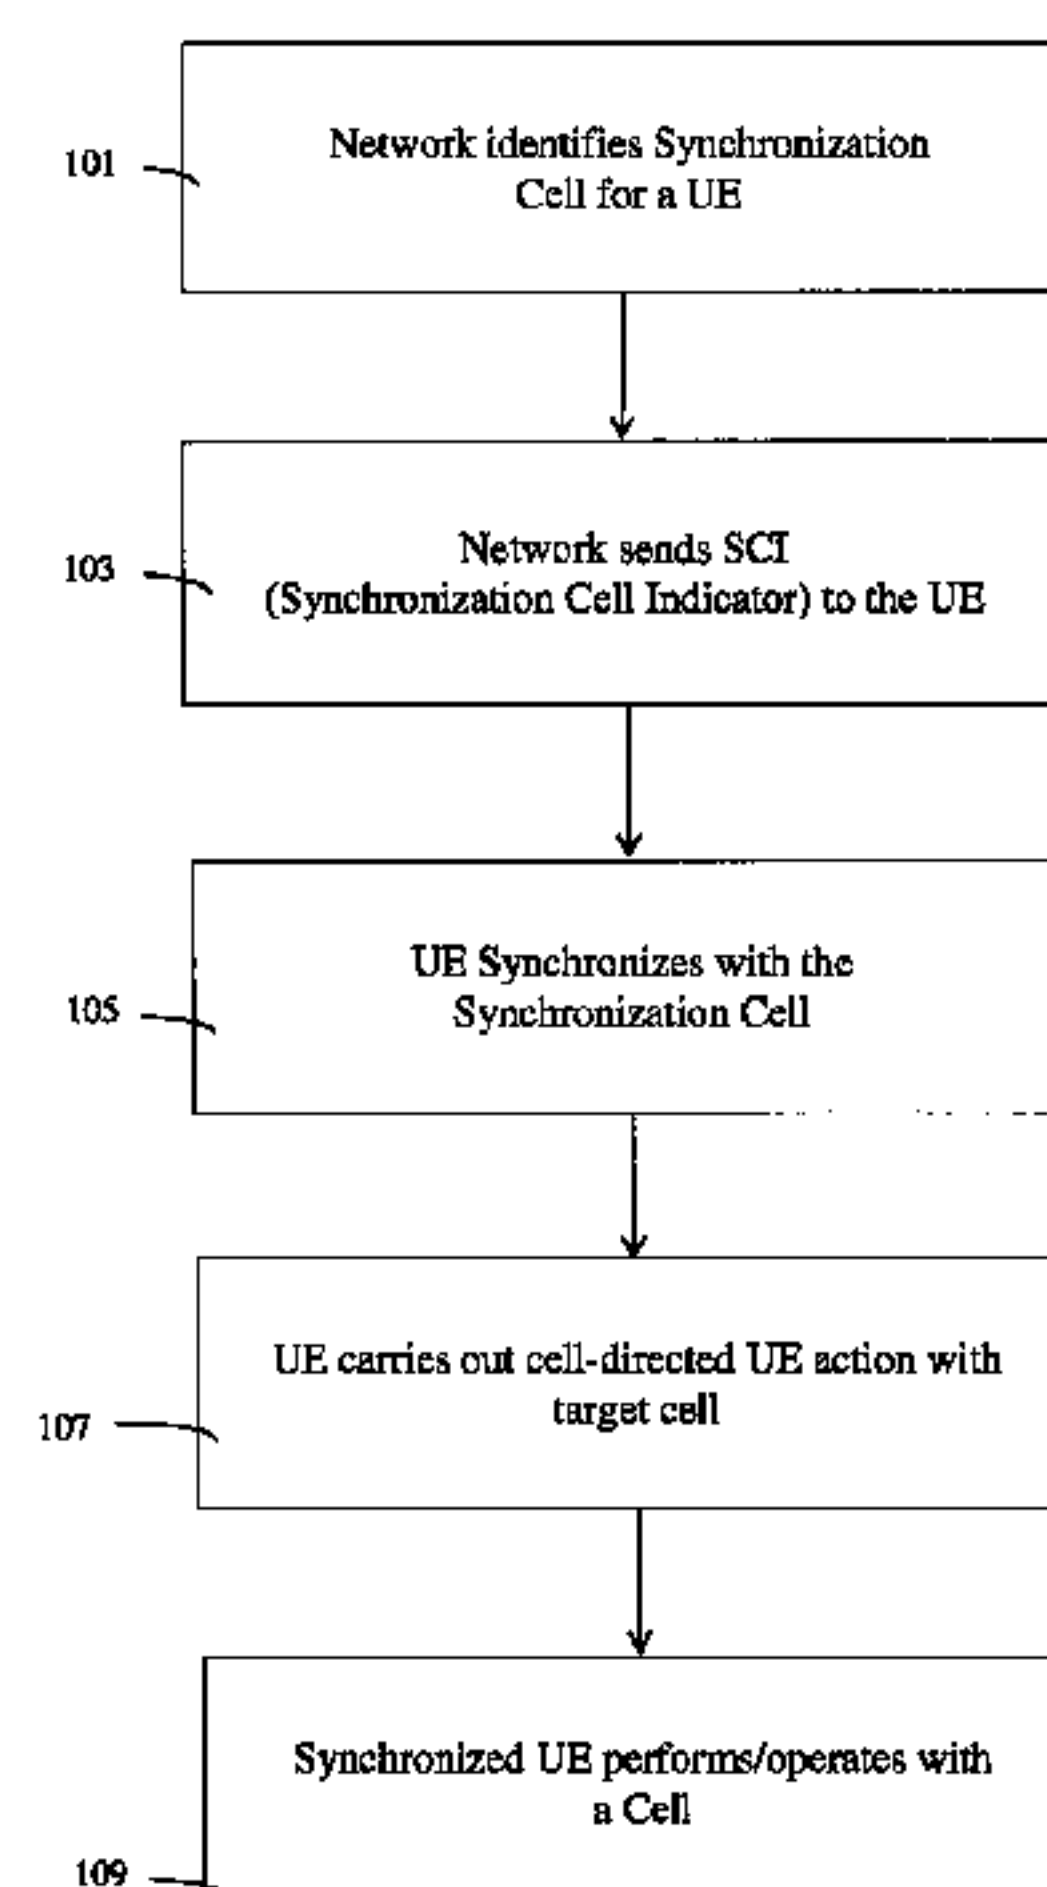 101
Network identifies Synchronization
Cell for a UE
103
Network sends SCI
(Synchronization Cell Indicator) to the UE
105
UE Synchronizes with the
Synchronization Cell
107
UE carries out cell-directed UE action with
target cell
Synchronized UE performs/operates with
a Cell
109